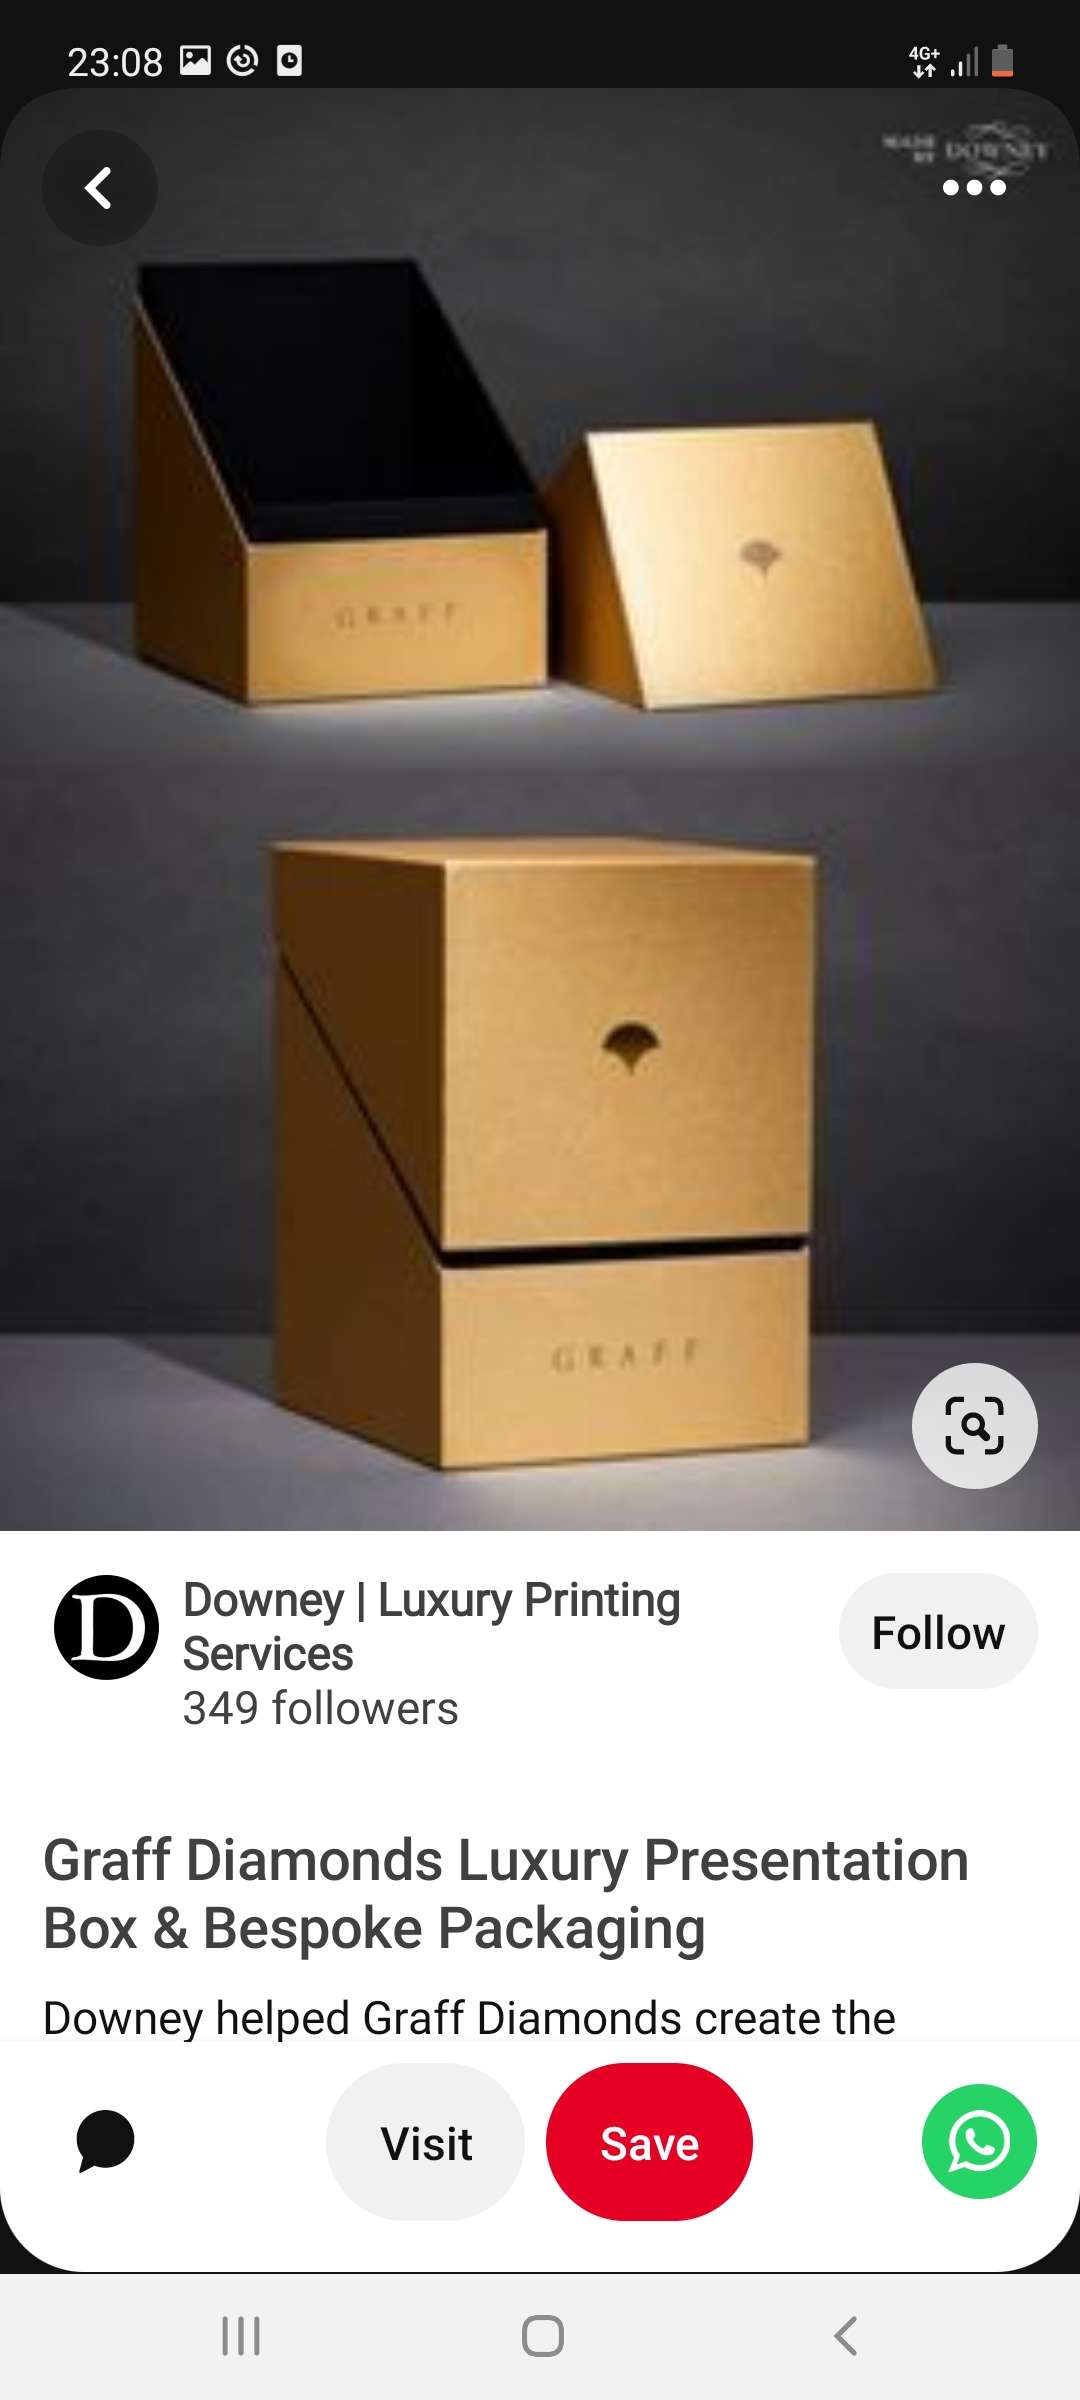 23:08
4G+
MADE
BY DOWNEY
GRAFF
GRAFF
D
Downey | Luxury Printing
Services
349 followers
Follow
Graff Diamonds Luxury Presentation
Box & Bespoke Packaging
Downey helped Graff Diamonds create the
Visit
Save